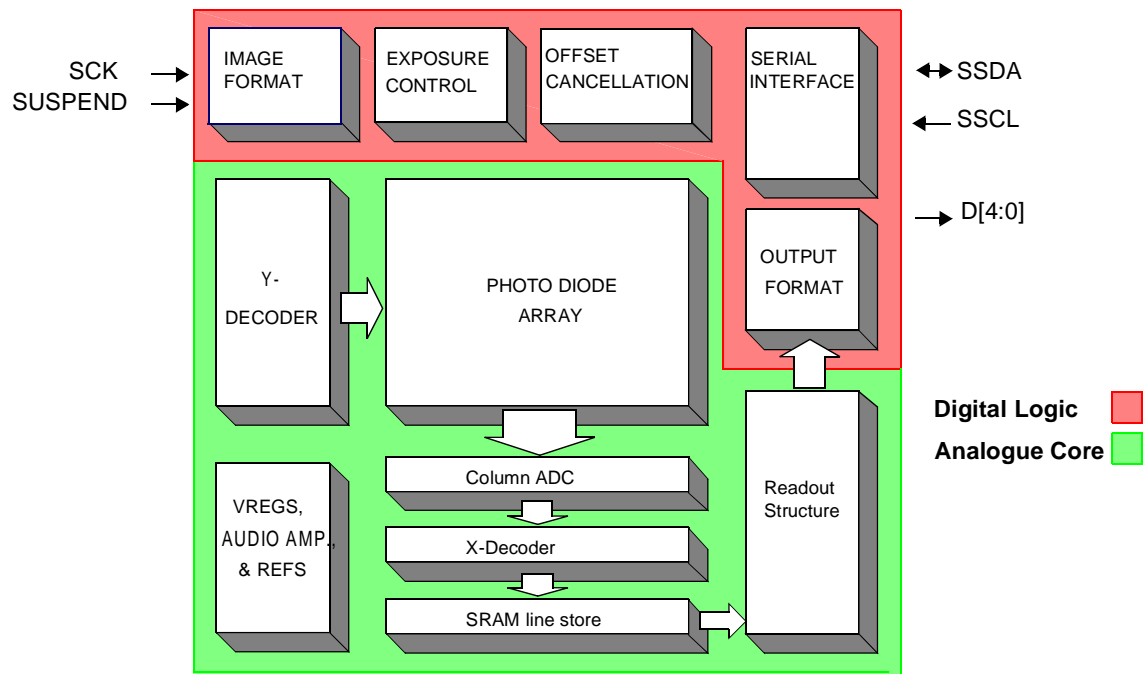 IMAGE
FORMAT
EXPOSURE
CONTROL
OFFSET
CANCELLATION
SERIAL
INTERFACE
SCK
SUSPEND
SSDA
SSCL
D[4:0]
Y-
DECODER
PHOTO DIODE
ARRAY
OUTPUT
FORMAT
Digital Logic
Analogue Core
VREGS,
AUDIO AMP.,
& REFS
Column ADC
X-Decoder
SRAM line store
Readout
Structure